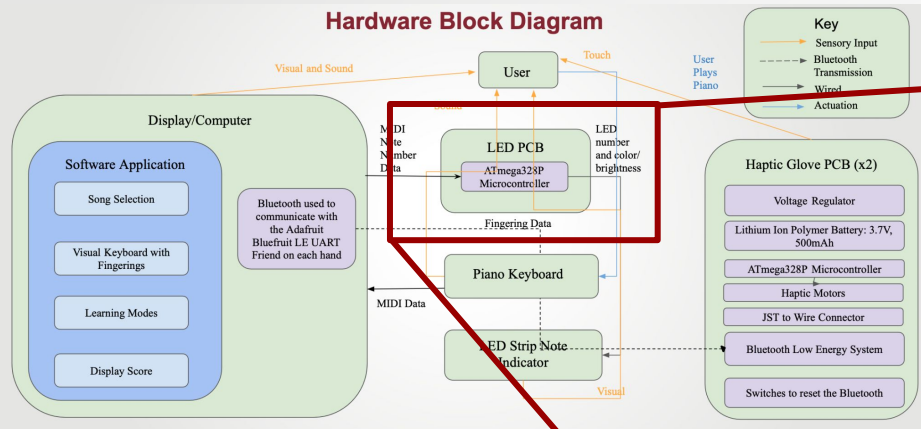 Hardware Block Diagram
Key
Sensory Input
Bluetooth
Transmission
Wired
Actuation
Touch
Visual and Sound
User
User
Plays
Piano
Sound
Display/Computer
Software Application
Song Selection
Visual Keyboard with
Fingerings
Learning Modes
Display Score
Bluetooth used to
communicate with
the Adafruit
Bluefruit LE UART
Friend on each hand
MIDI
Note
Number
Data
LED PCB
ATmega328P
Microcontroller
LED
number
and color/
brightness
Fingering Data
Piano Keyboard
MIDI Data
LED Strip Note
Indicator
Visual
Haptic Glove PCB (x2)
Voltage Regulator
Lithium Ion Polymer Battery: 3.7V,
500mAh
ATmega328P Microcontroller
Haptic Motors
JST to Wire Connector
Bluetooth Low Energy System
Switches to reset the Bluetooth